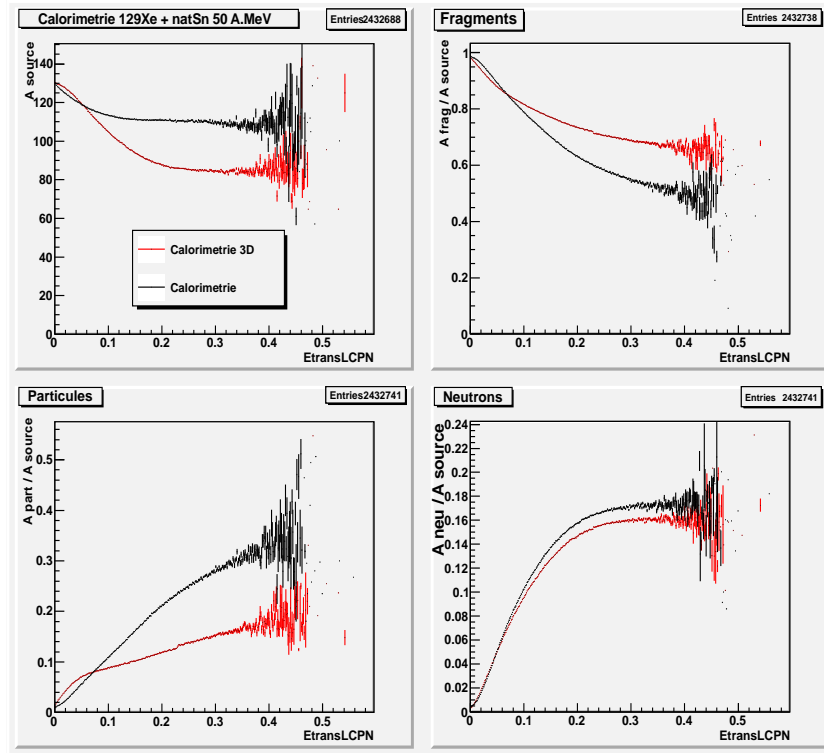 Calorimetrie 129Xe + natSn 50 A.MeV
Entries2432688
A source
140
120
100
80
60
40
20
0
Calorimetrie 3D
Calorimetrie
0 0.1 0.2 0.3 0.4 0.5
EtransLCPN
Fragments
Entries 2432738
A frag / A source
1
0.8
0.6
0.4
0.2
0
0 0.1 0.2 0.3 0.4 0.5
EtransLCPN
Particules
Entries2432741
A part / A source
0.5
0.4
0.3
0.2
0.1
0
0 0.1 0.2 0.3 0.4 0.5
EtransLCPN
Neutrons
Entries 2432741
A neu / A source
0.24
0.22
0.2
0.18
0.16
0.14
0.12
0.1
0.08
0.06
0.04
0.02
0
0 0.1 0.2 0.3 0.4 0.5
EtransLCPN